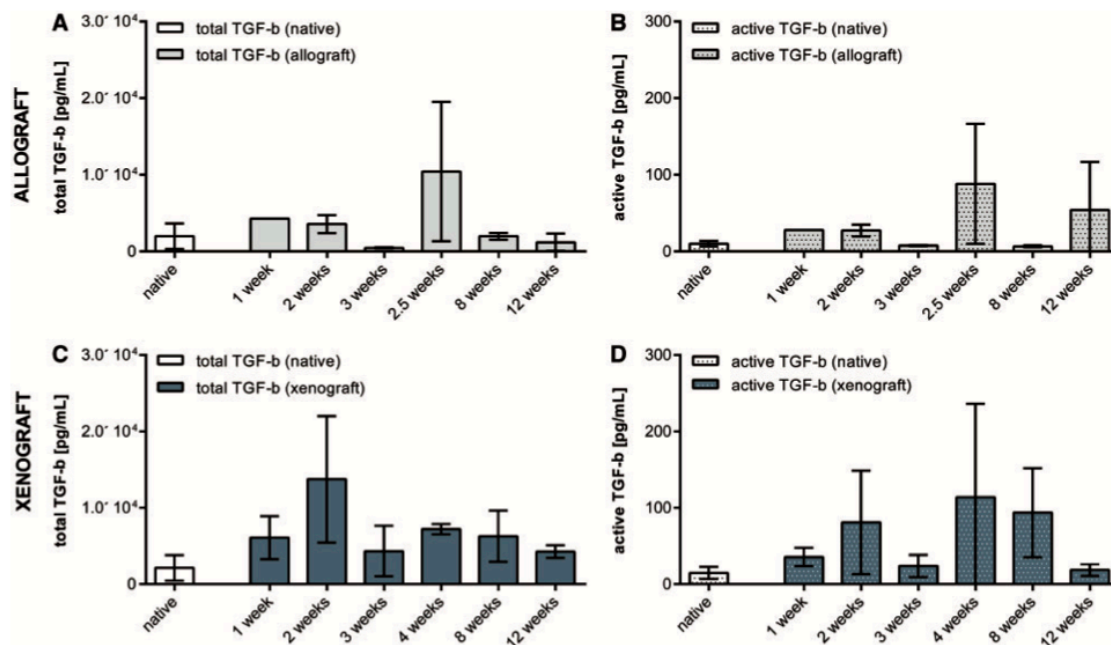 ALLOGRAFT
A
total TGF-b [pg/mL]
3.0´ 10⁴
2.0´ 10⁴
1.0´ 10⁴
0
total TGF-b (native)
total TGF-b (allograft)
native
1 week
2 weeks
3 weeks
2.5 weeks
8 weeks
12 weeks
B
active TGF-b [pg/mL]
300
200
100
0
active TGF-b (native)
active TGF-b (allograft)
native
1 week
2 weeks
3 weeks
2.5 weeks
8 weeks
12 weeks
XENOGRAFT
C
total TGF-b [pg/mL]
3.0´ 10⁴
2.0´ 10⁴
1.0´ 10⁴
0
total TGF-b (native)
total TGF-b (xenograft)
native
1 week
2 weeks
3 weeks
4 weeks
8 weeks
12 weeks
D
active TGF-b [pg/mL]
300
200
100
0
active TGF-b (native)
active TGF-b (xenograft)
native
1 week
2 weeks
3 weeks
4 weeks
8 weeks
12 weeks